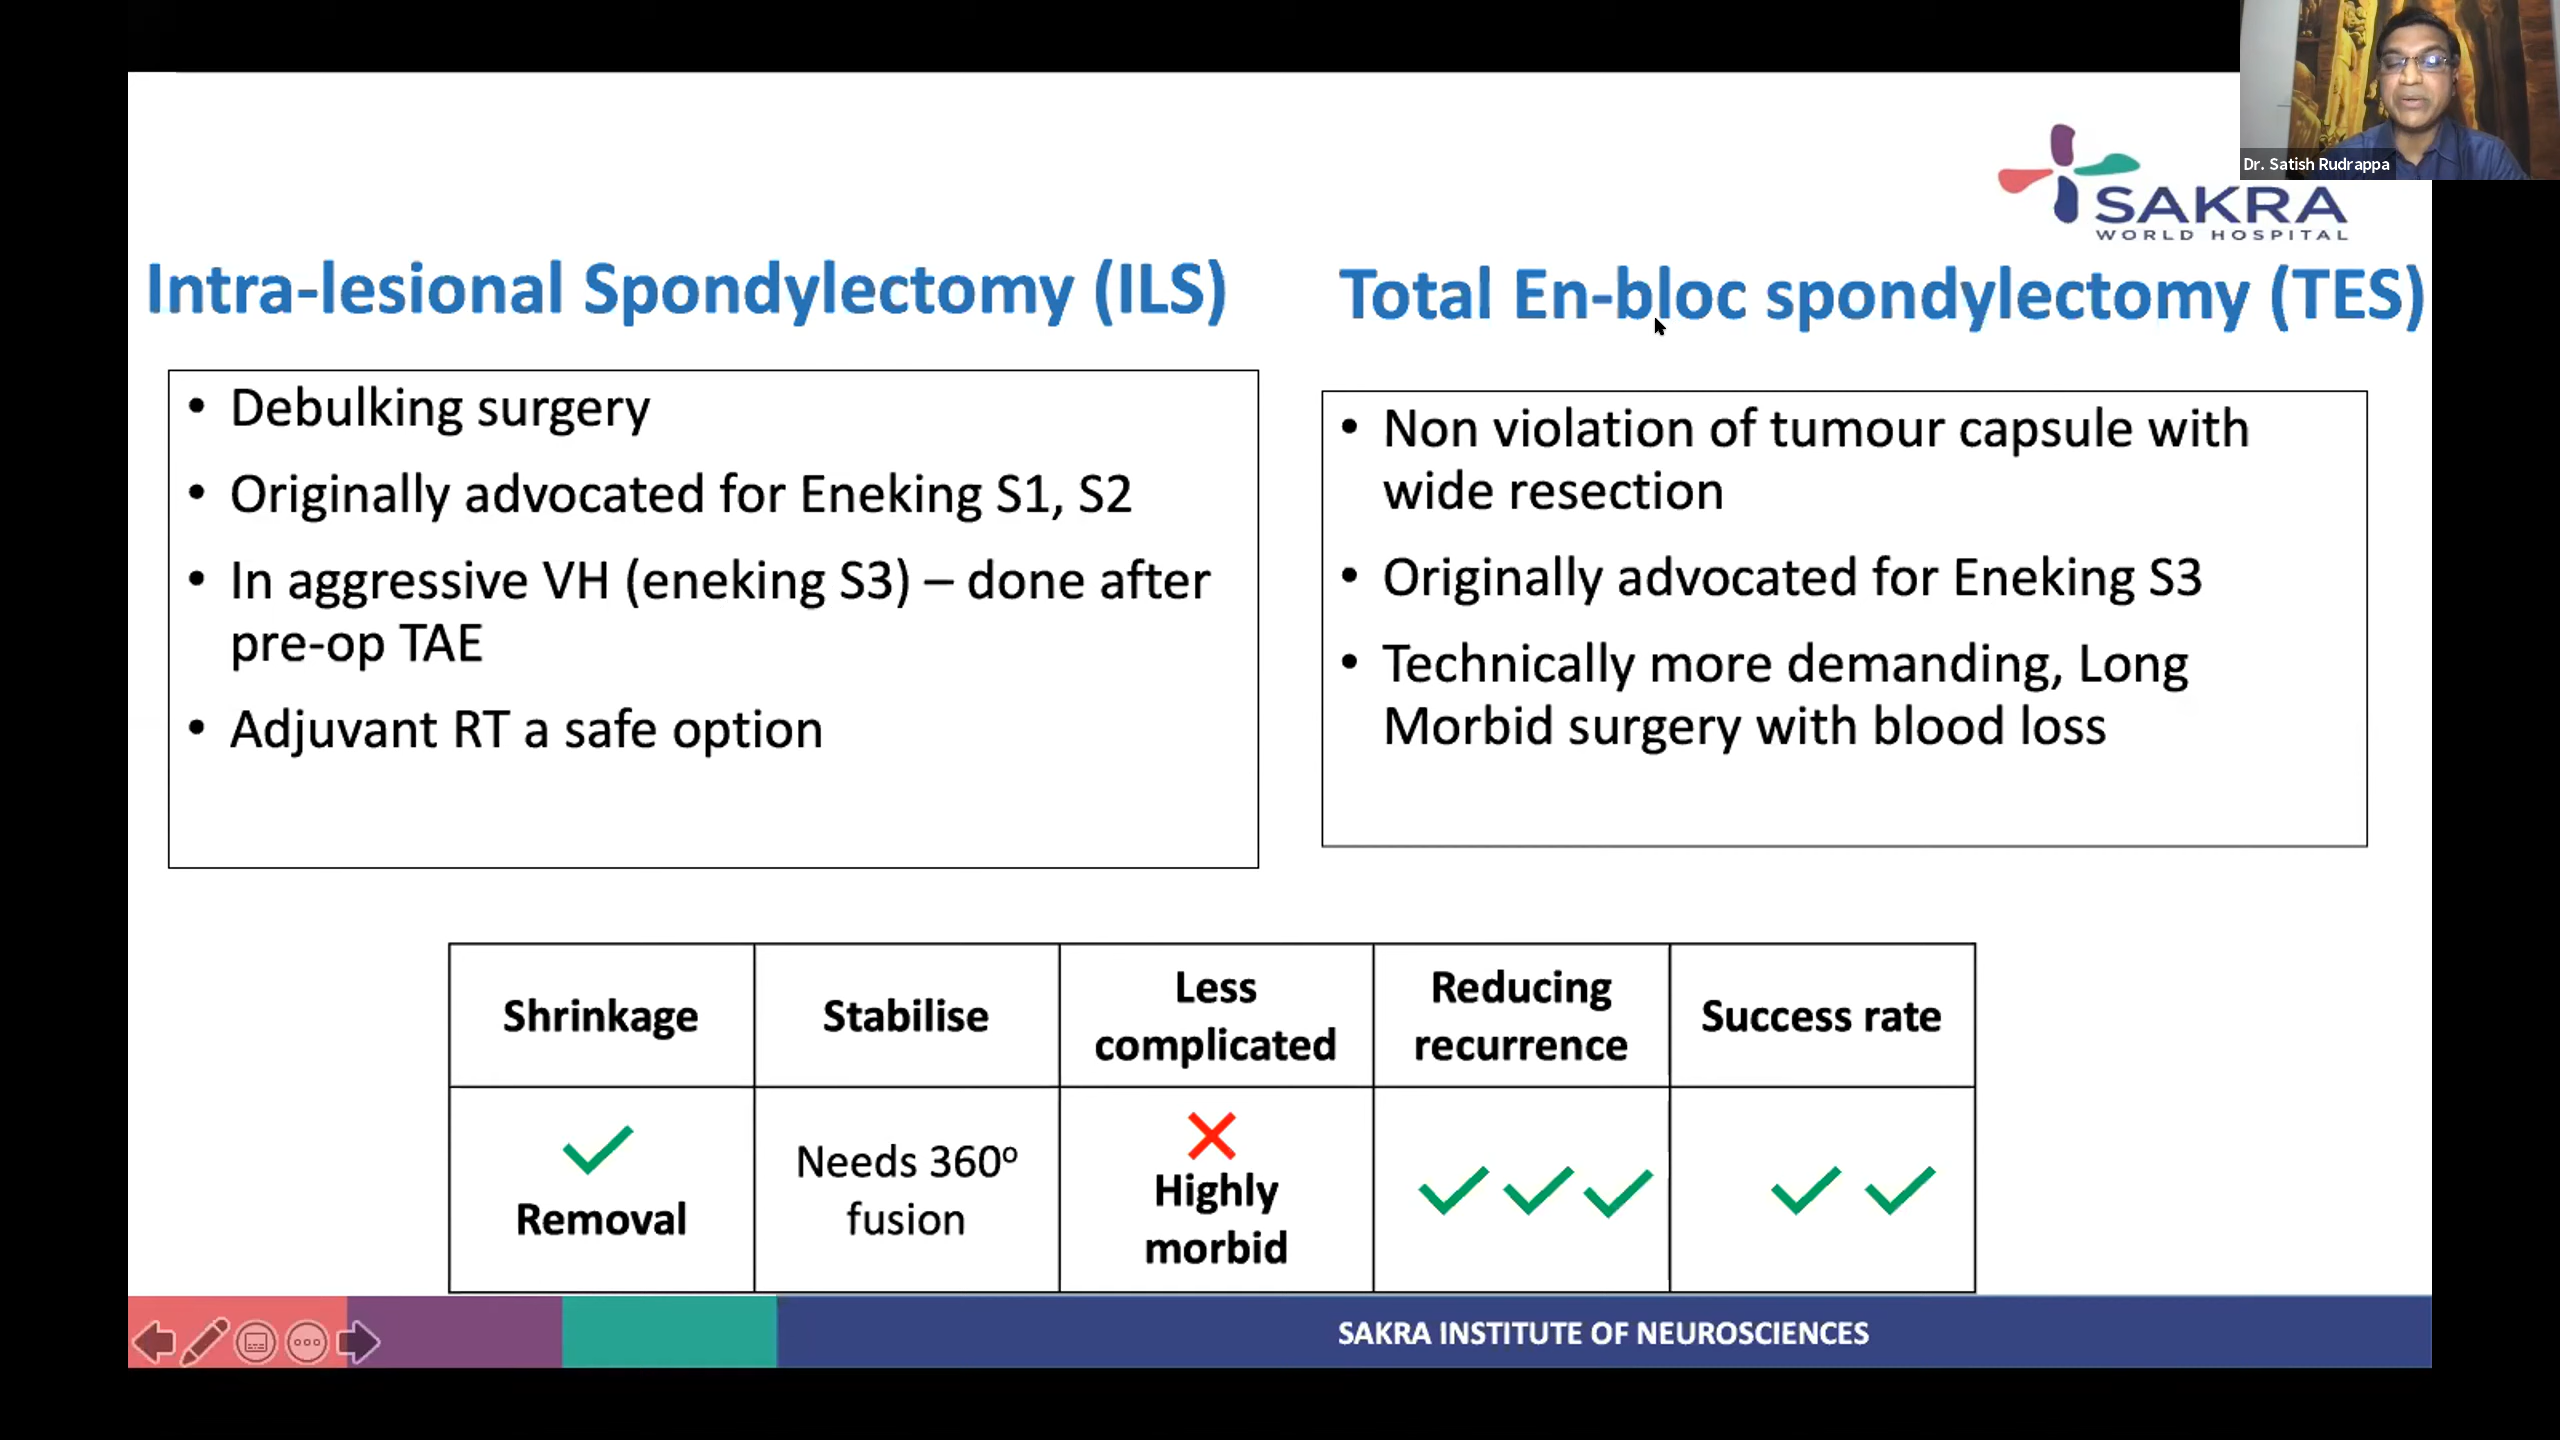 Dr. Satish Rudrappa
SAKRA
WORLD HOSPITAL
Intra-lesional Spondylectomy (ILS)
• Debulking surgery
• Originally advocated for Eneking S1, S2
• In aggressive VH (eneking S3) – done after
pre-op TAE
• Adjuvant RT a safe option
Total En-bloc spondylectomy (TES)
• Non violation of tumour capsule with
wide resection
• Originally advocated for Eneking S3
• Technically more demanding, Long
Morbid surgery with blood loss
Shrinkage
Stabilise
Less
complicated
Reducing
recurrence
Success rate
Removal
Needs 360º
fusion
Highly
morbid
SAKRA INSTITUTE OF NEUROSCIENCES